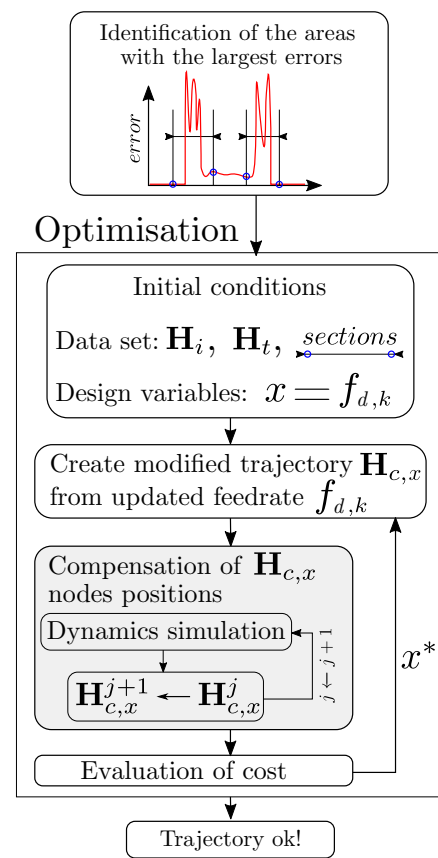 Identification of the areas
with the largest errors
error
Optimisation
Initial conditions
Data set: H_i, H_t, sections
Design variables: x = f_{d,k}
Create modified trajectory H_{c,x}
from updated feedrate f_{d,k}
Compensation of H_{c,x}
nodes positions
Dynamics simulation
j ← j + 1
H_{c,x}^{j+1} ← H_{c,x}^{j}
x*
Evaluation of cost
Trajectory ok!